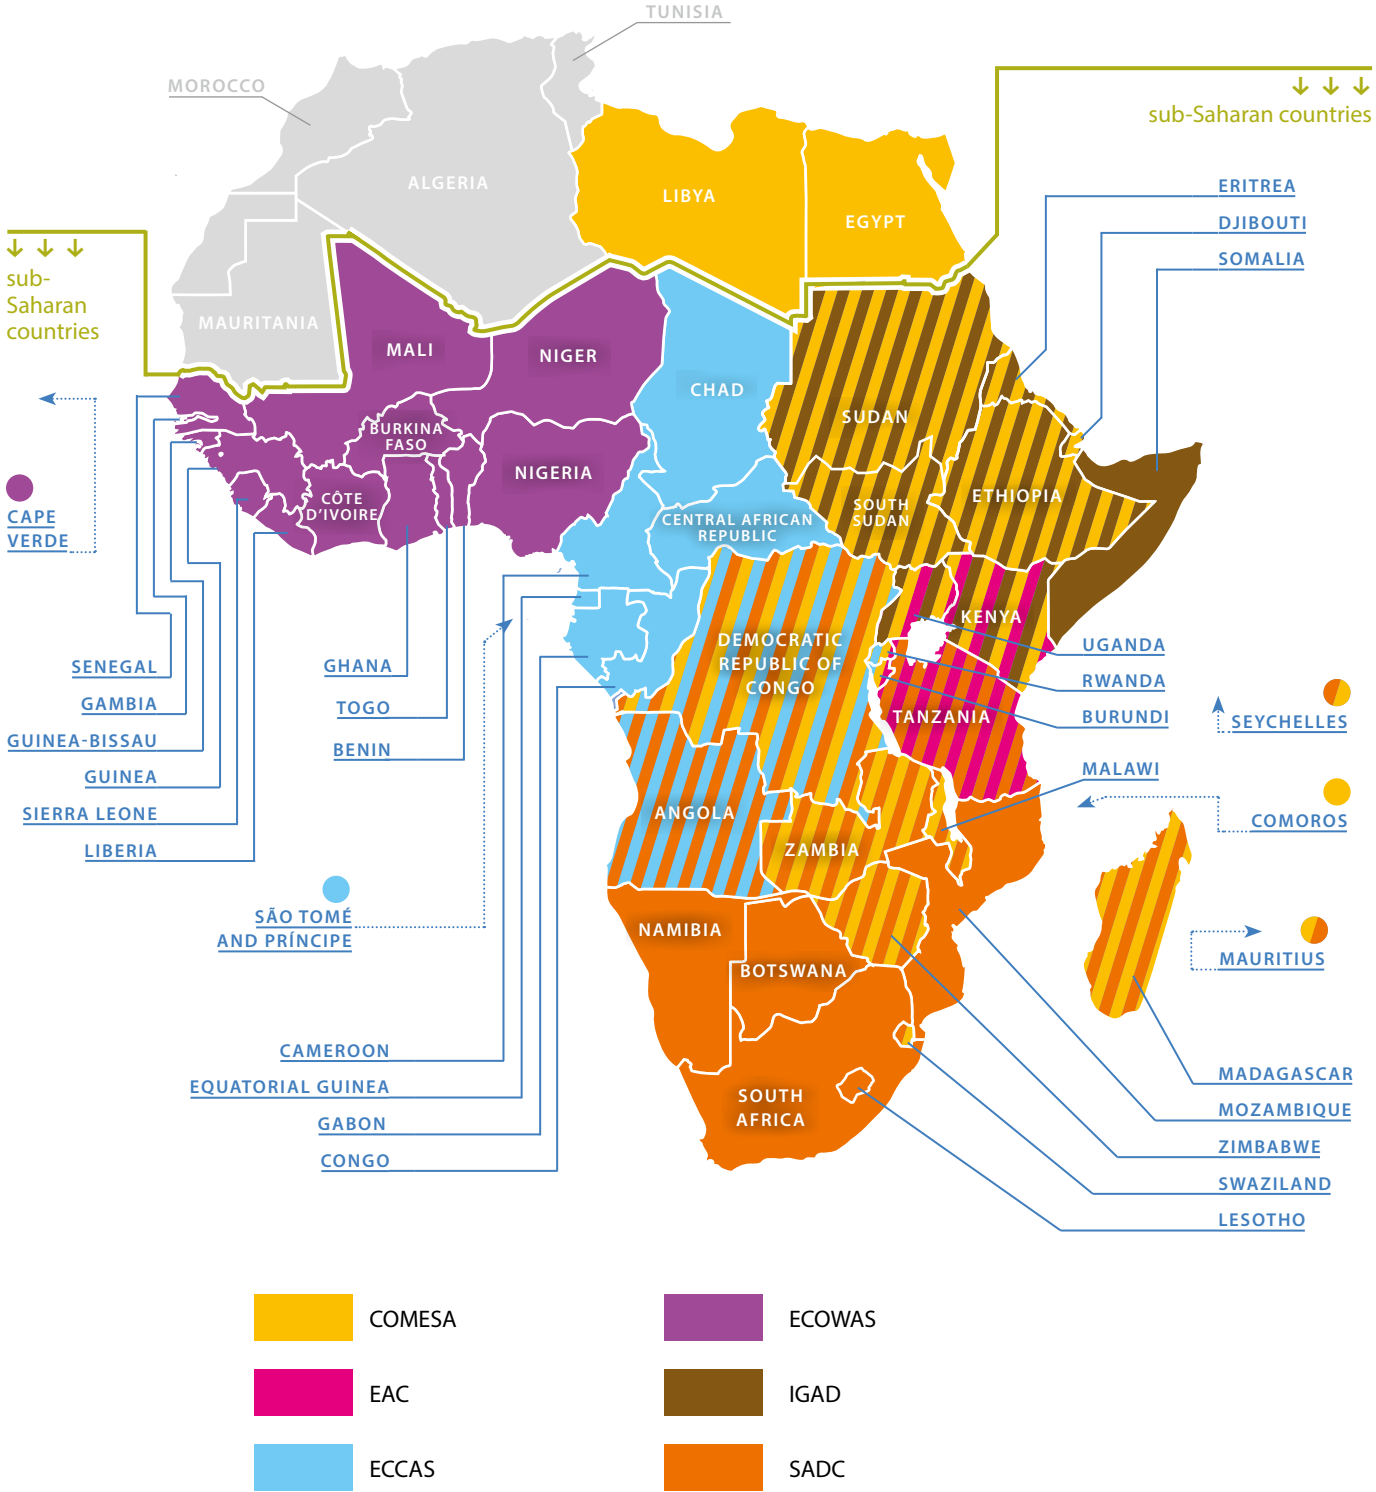 TUNISIA
MOROCCO
sub-Saharan countries
ALGERIA
LIBYA
EGYPT
ERITREA
DJIBOUTI
SOMALIA
sub-
Saharan
countries
MAURITANIA
MALI
NIGER
CHAD
SUDAN
BURKINA
FASO
NIGERIA
CÔTE
D'IVOIRE
ETHIOPIA
SOUTH
SUDAN
CENTRAL AFRICAN
REPUBLIC
CAPE
VERDE
KENYA
DEMOCRATIC
REPUBLIC OF
CONGO
UGANDA
RWANDA
BURUNDI
TANZANIA
SENEGAL
GAMBIA
GUINEA-BISSAU
GUINEA
SIERRA LEONE
LIBERIA
GHANA
TOGO
BENIN
SEYCHELLES
MALAWI
COMOROS
ANGOLA
ZAMBIA
SÃO TOMÉ
AND PRÍNCIPE
NAMIBIA
BOTSWANA
MAURITIUS
CAMEROON
EQUATORIAL GUINEA
GABON
CONGO
SOUTH
AFRICA
MADAGASCAR
MOZAMBIQUE
ZIMBABWE
SWAZILAND
LESOTHO
COMESA
ECOWAS
EAC
IGAD
ECCAS
SADC